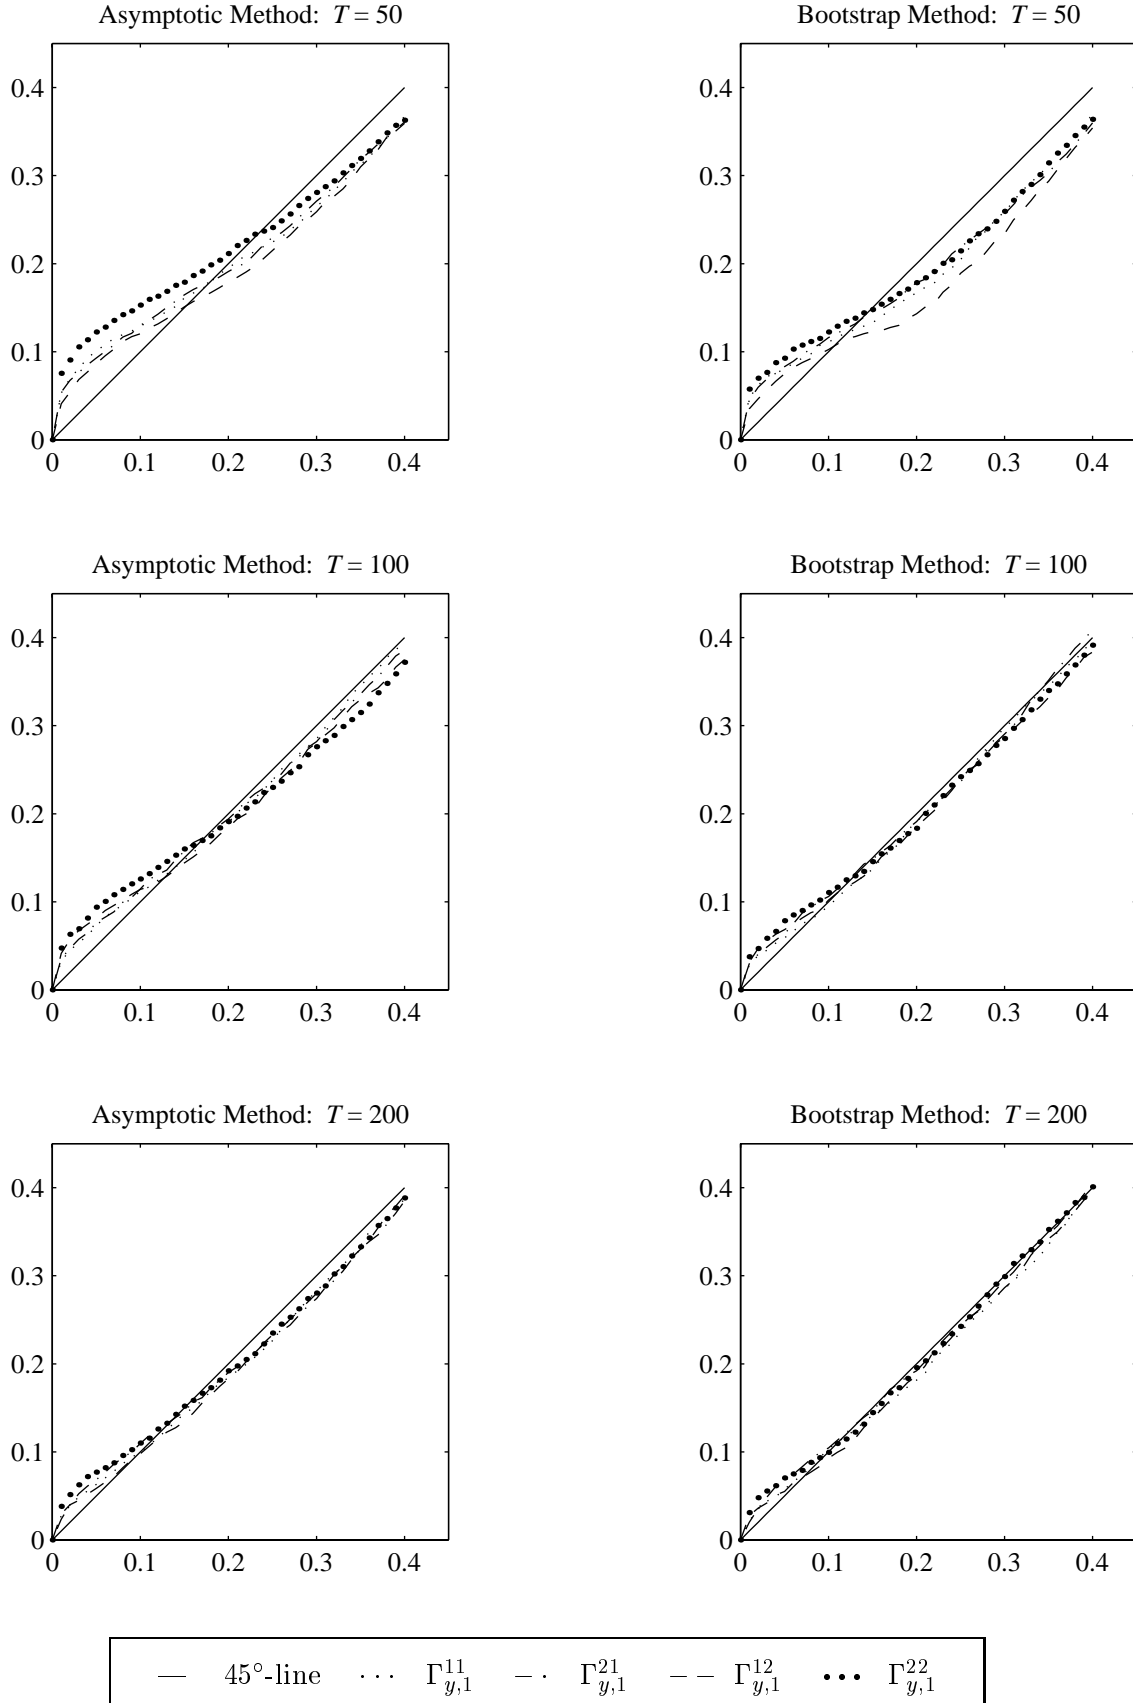 Asymptotic Method: T = 50
0.4
0.3
0.2
0.1
0
0 0.1 0.2 0.3 0.4
Bootstrap Method: T = 50
0.4
0.3
0.2
0.1
0
0 0.1 0.2 0.3 0.4
Asymptotic Method: T = 100
0.4
0.3
0.2
0.1
0
0 0.1 0.2 0.3 0.4
Bootstrap Method: T = 100
0.4
0.3
0.2
0.1
0
0 0.1 0.2 0.3 0.4
Asymptotic Method: T = 200
0.4
0.3
0.2
0.1
0
0 0.1 0.2 0.3 0.4
Bootstrap Method: T = 200
0.4
0.3
0.2
0.1
0
0 0.1 0.2 0.3 0.4
— 45°-line ··· Γ^{11}_{y,1} — · Γ^{21}_{y,1} — — Γ^{12}_{y,1} ••• Γ^{22}_{y,1}